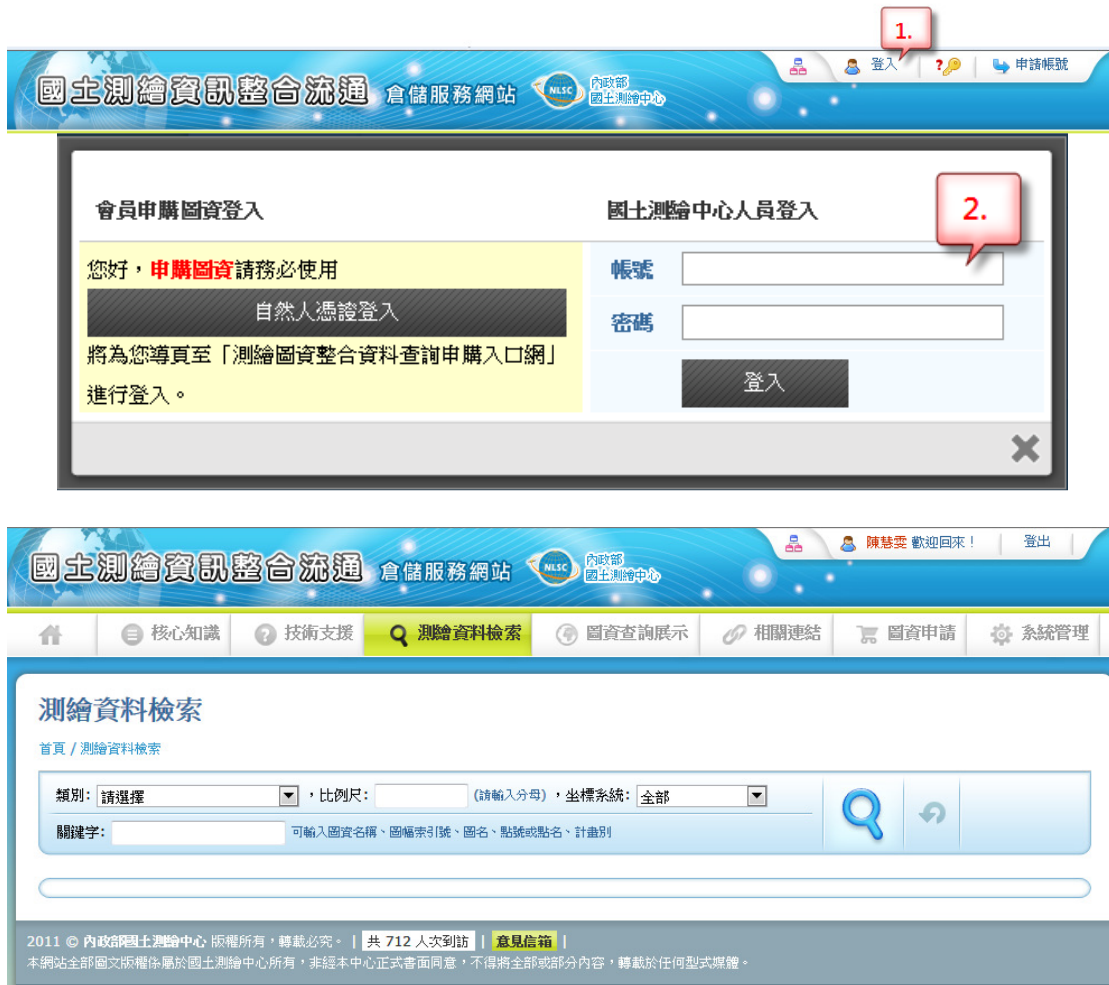 1.
登入
申請帳號
國土測繪資訊整合流通 倉儲服務網站 NLSC 內政部 國土測繪中心
會員申購圖資登入
國土測繪中心人員登入
2.
您好，申購圖資請務必使用
自然人憑證登入
將為您導頁至「測繪圖資整合資料查詢申購入口網」
進行登入。
帳號
密碼
登入
陳慧雯 歡迎回來！
登出
國土測繪資訊整合流通 倉儲服務網站 NLSC 內政部 國土測繪中心
核心知識 技術支援 測繪資料檢索 圖資查詢展示 相關連結 圖資申請 系統管理
測繪資料檢索
首頁 / 測繪資料檢索
類別: 請選擇 ，比例尺: (請輸入分母) ，坐標系統: 全部
關鍵字: 可輸入圖資名稱、圖幅索引號、圖名、點號或點名、計畫別
2011 © 內政部國土測繪中心 版權所有，轉載必究。 | 共 712 人次到訪 | 意見信箱 |
本網站全部圖文版權係屬於國土測繪中心所有，非經本中心正式書面同意，不得將全部或部分內容，轉載於任何型式媒體。